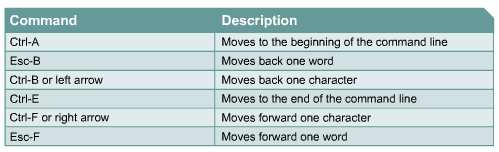 Command Description
Ctrl-A Moves to the beginning of the command line
Esc-B Moves back one word
Ctrl-B or left arrow Moves back one character
Ctrl-E Moves to the end of the command line
Ctrl-F or right arrow Moves forward one character
Esc-F Moves forward one word